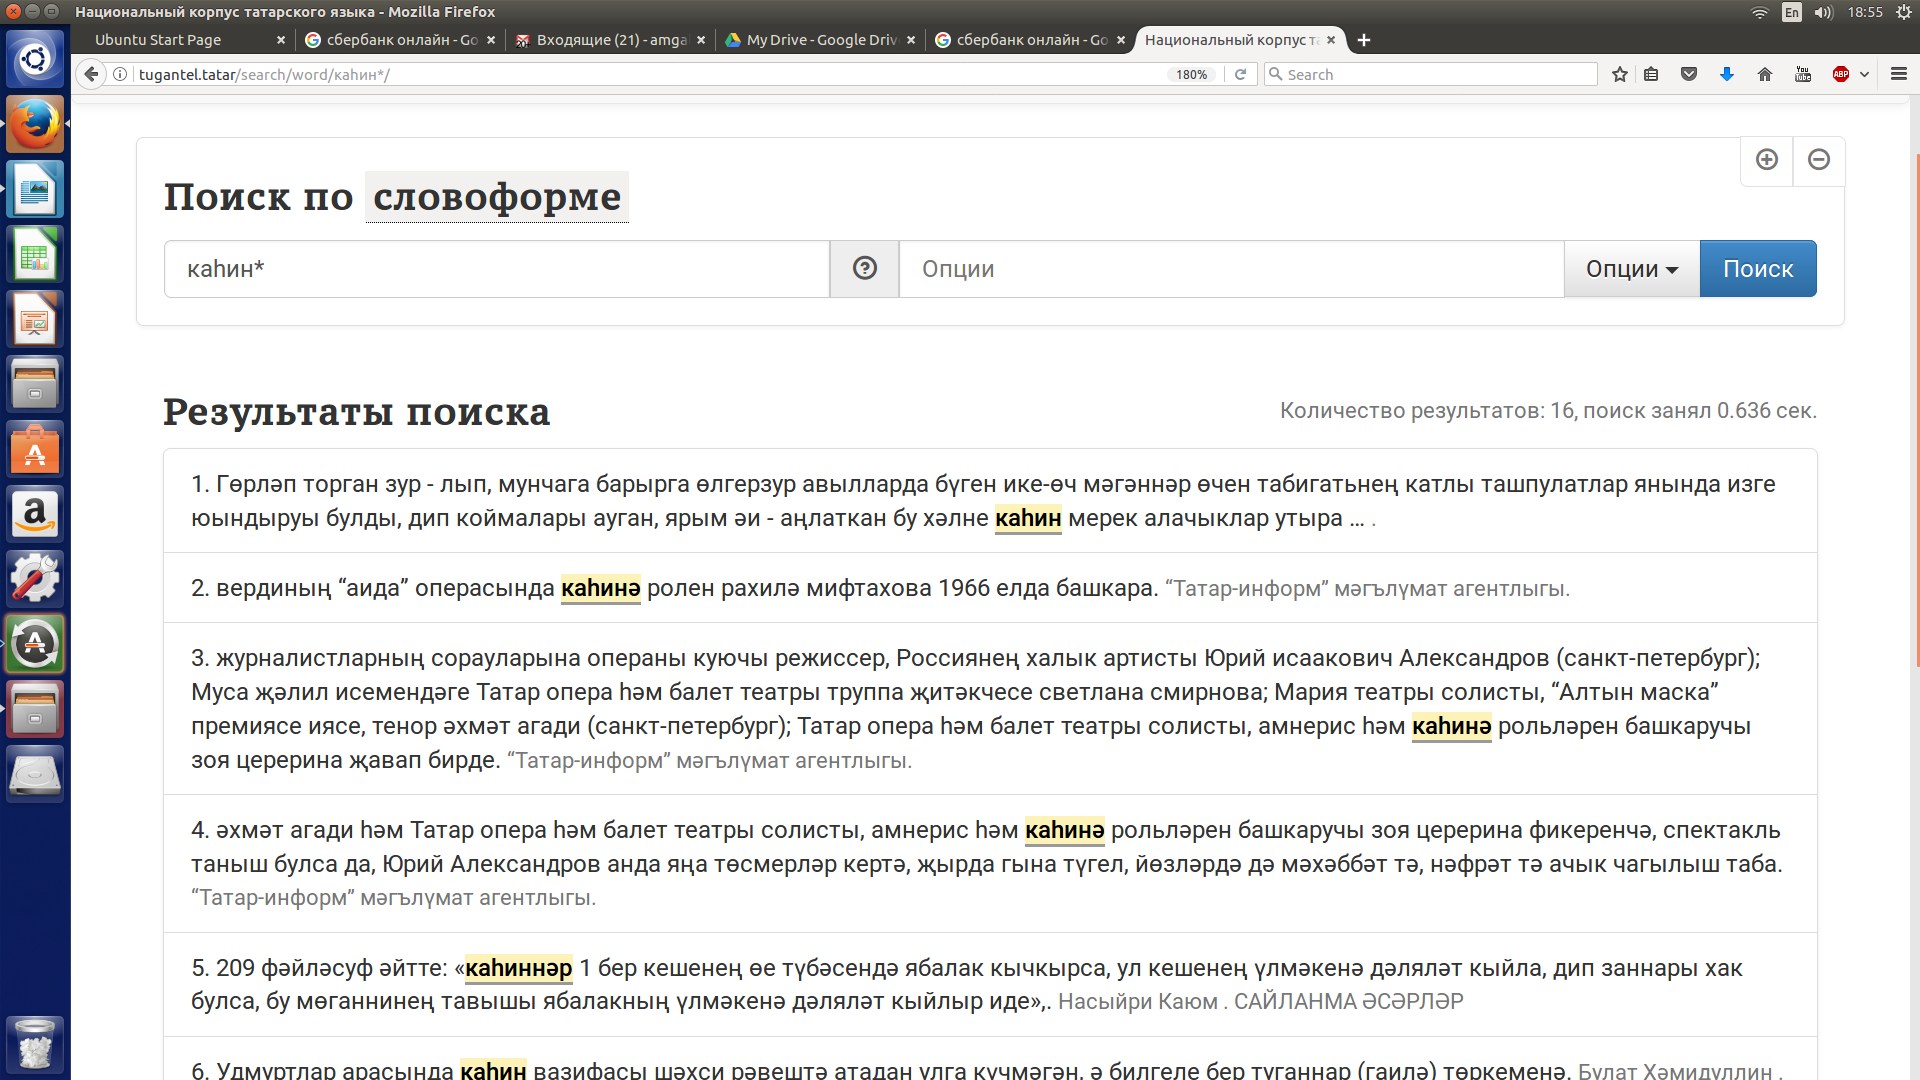 Национальный корпус татарского языка - Mozilla Firefox
En
18:55
Ubuntu Start Page
сбербанк онлайн - Go
Входящие (21) - amga
My Drive - Google Driv
сбербанк онлайн - Go
Национальный корпус та
tugantel.tatar/search/word/каһин*/
180%
Search
You Tube
ABP
Поиск по словоформе
каһин*
Опции
Опции
Поиск
Результаты поиска
Количество результатов: 16, поиск занял 0.636 сек.
1. Гөрләп торган зур - лып, мунчага барырга өлгерзур авылларда бүген ике-өч мәгәннәр өчен табигатьнең катлы ташпулатлар янында изге
юындыруы булды, дип коймалары ауган, ярым әи - аңлаткан бу хәлне каһин мерек алачыклар утыра ... .
2. вердиның “аида” операсында каһинә ролен рахилә мифтахова 1966 елда башкара. “Татар-информ” мәгълүмат агентлыгы.
3. журналистларның сорауларына операны куючы режиссер, Россиянең халык артисты Юрий исаакович Александров (санкт-петербург);
Муса җәлил исемендәге Татар опера һәм балет театры труппа җитәкчесе светлана смирнова; Мария театры солисты, “Алтын маска”
премиясе иясе, тенор әхмәт агади (санкт-петербург); Татар опера һәм балет театры солисты, амнерис һәм каһинә рольләрен башкаручы
зоя церерина җавап бирде. “Татар-информ” мәгълүмат агентлыгы.
4. әхмәт агади һәм Татар опера һәм балет театры солисты, амнерис һәм каһинә рольләрен башкаручы зоя церерина фикеренчә, спектакль
таныш булса да, Юрий Александров анда яңа төсмерләр кертә, җырда гына түгел, йөзләрдә дә мәхәббәт тә, нәфрәт тә ачык чагылыш таба.
“Татар-информ” мәгълүмат агентлыгы.
5. 209 фәйләсуф әйтте: «каһиннәр 1 бер кешенең өе түбәсендә ябалак кычкырса, ул кешенең үлмәкенә дәляләт кыйла, дип заннары хак
булса, бу мөганнинең тавышы ябалакның үлмәкенә дәляләт кыйлыр иде»,. Насыйри Каюм . САЙЛАНМА ӘСӘРЛӘР
6. Удмуртлар арасында каһин вазифасы шәхси рәвештә атадан улга күчмәгән, ә билгеле бер туганнар (гаилә) төркеменә. Булат Хәмидуллин .